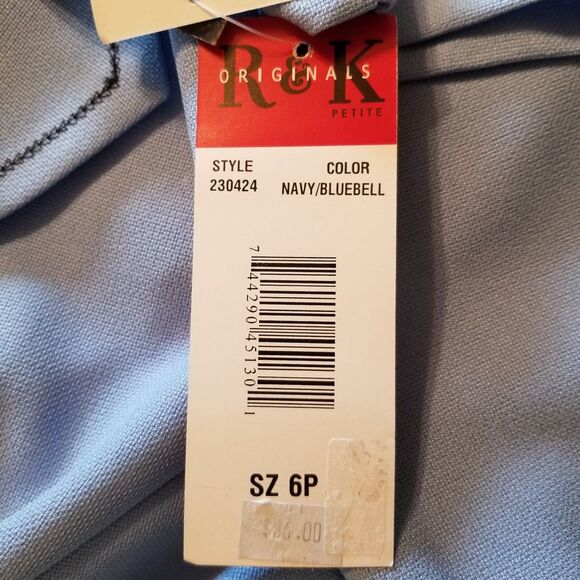 R & K
ORIGINALS
PETITE
STYLE COLOR
230424 NAVY/BLUEBELL
7 44290 45130 1
SZ 6P